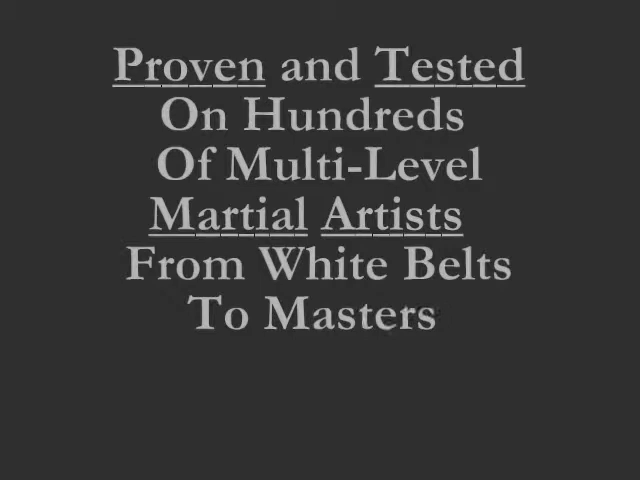 Proven and Tested
On Hundreds
Of Multi-Level
Martial Artists
From White Belts
To Masters